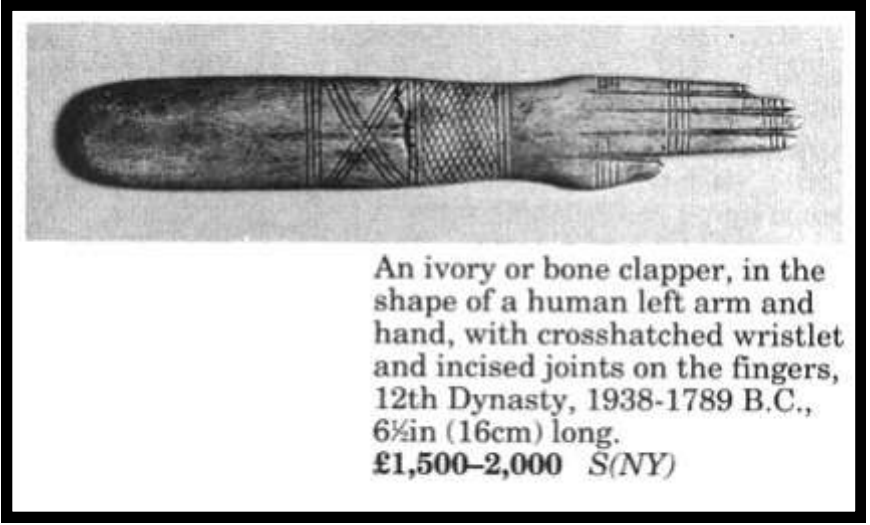 An ivory or bone clapper, in the
shape of a human left arm and
hand, with crosshatched wristlet
and incised joints on the fingers,
12th Dynasty, 1938-1789 B.C.,
6½in (16cm) long.
£1,500–2,000 S(NY)